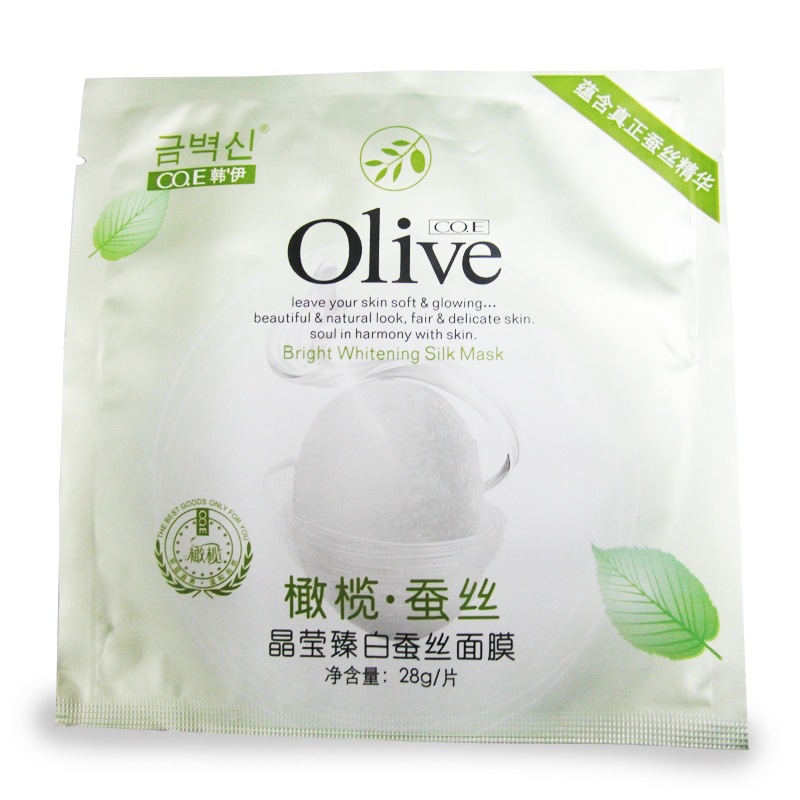 금벽신®
CO.E 韩伊
蕴含真正蚕丝精华
CO.E
Olive
leave your skin soft & glowing...
beautiful & natural look, fair & delicate skin.
soul in harmony with skin.
Bright Whitening Silk Mask
THE BEST GOODS ONLY FOR YOU
CO.E
橄榄
橄榄·蚕丝
晶莹臻白蚕丝面膜
净含量：28g/片